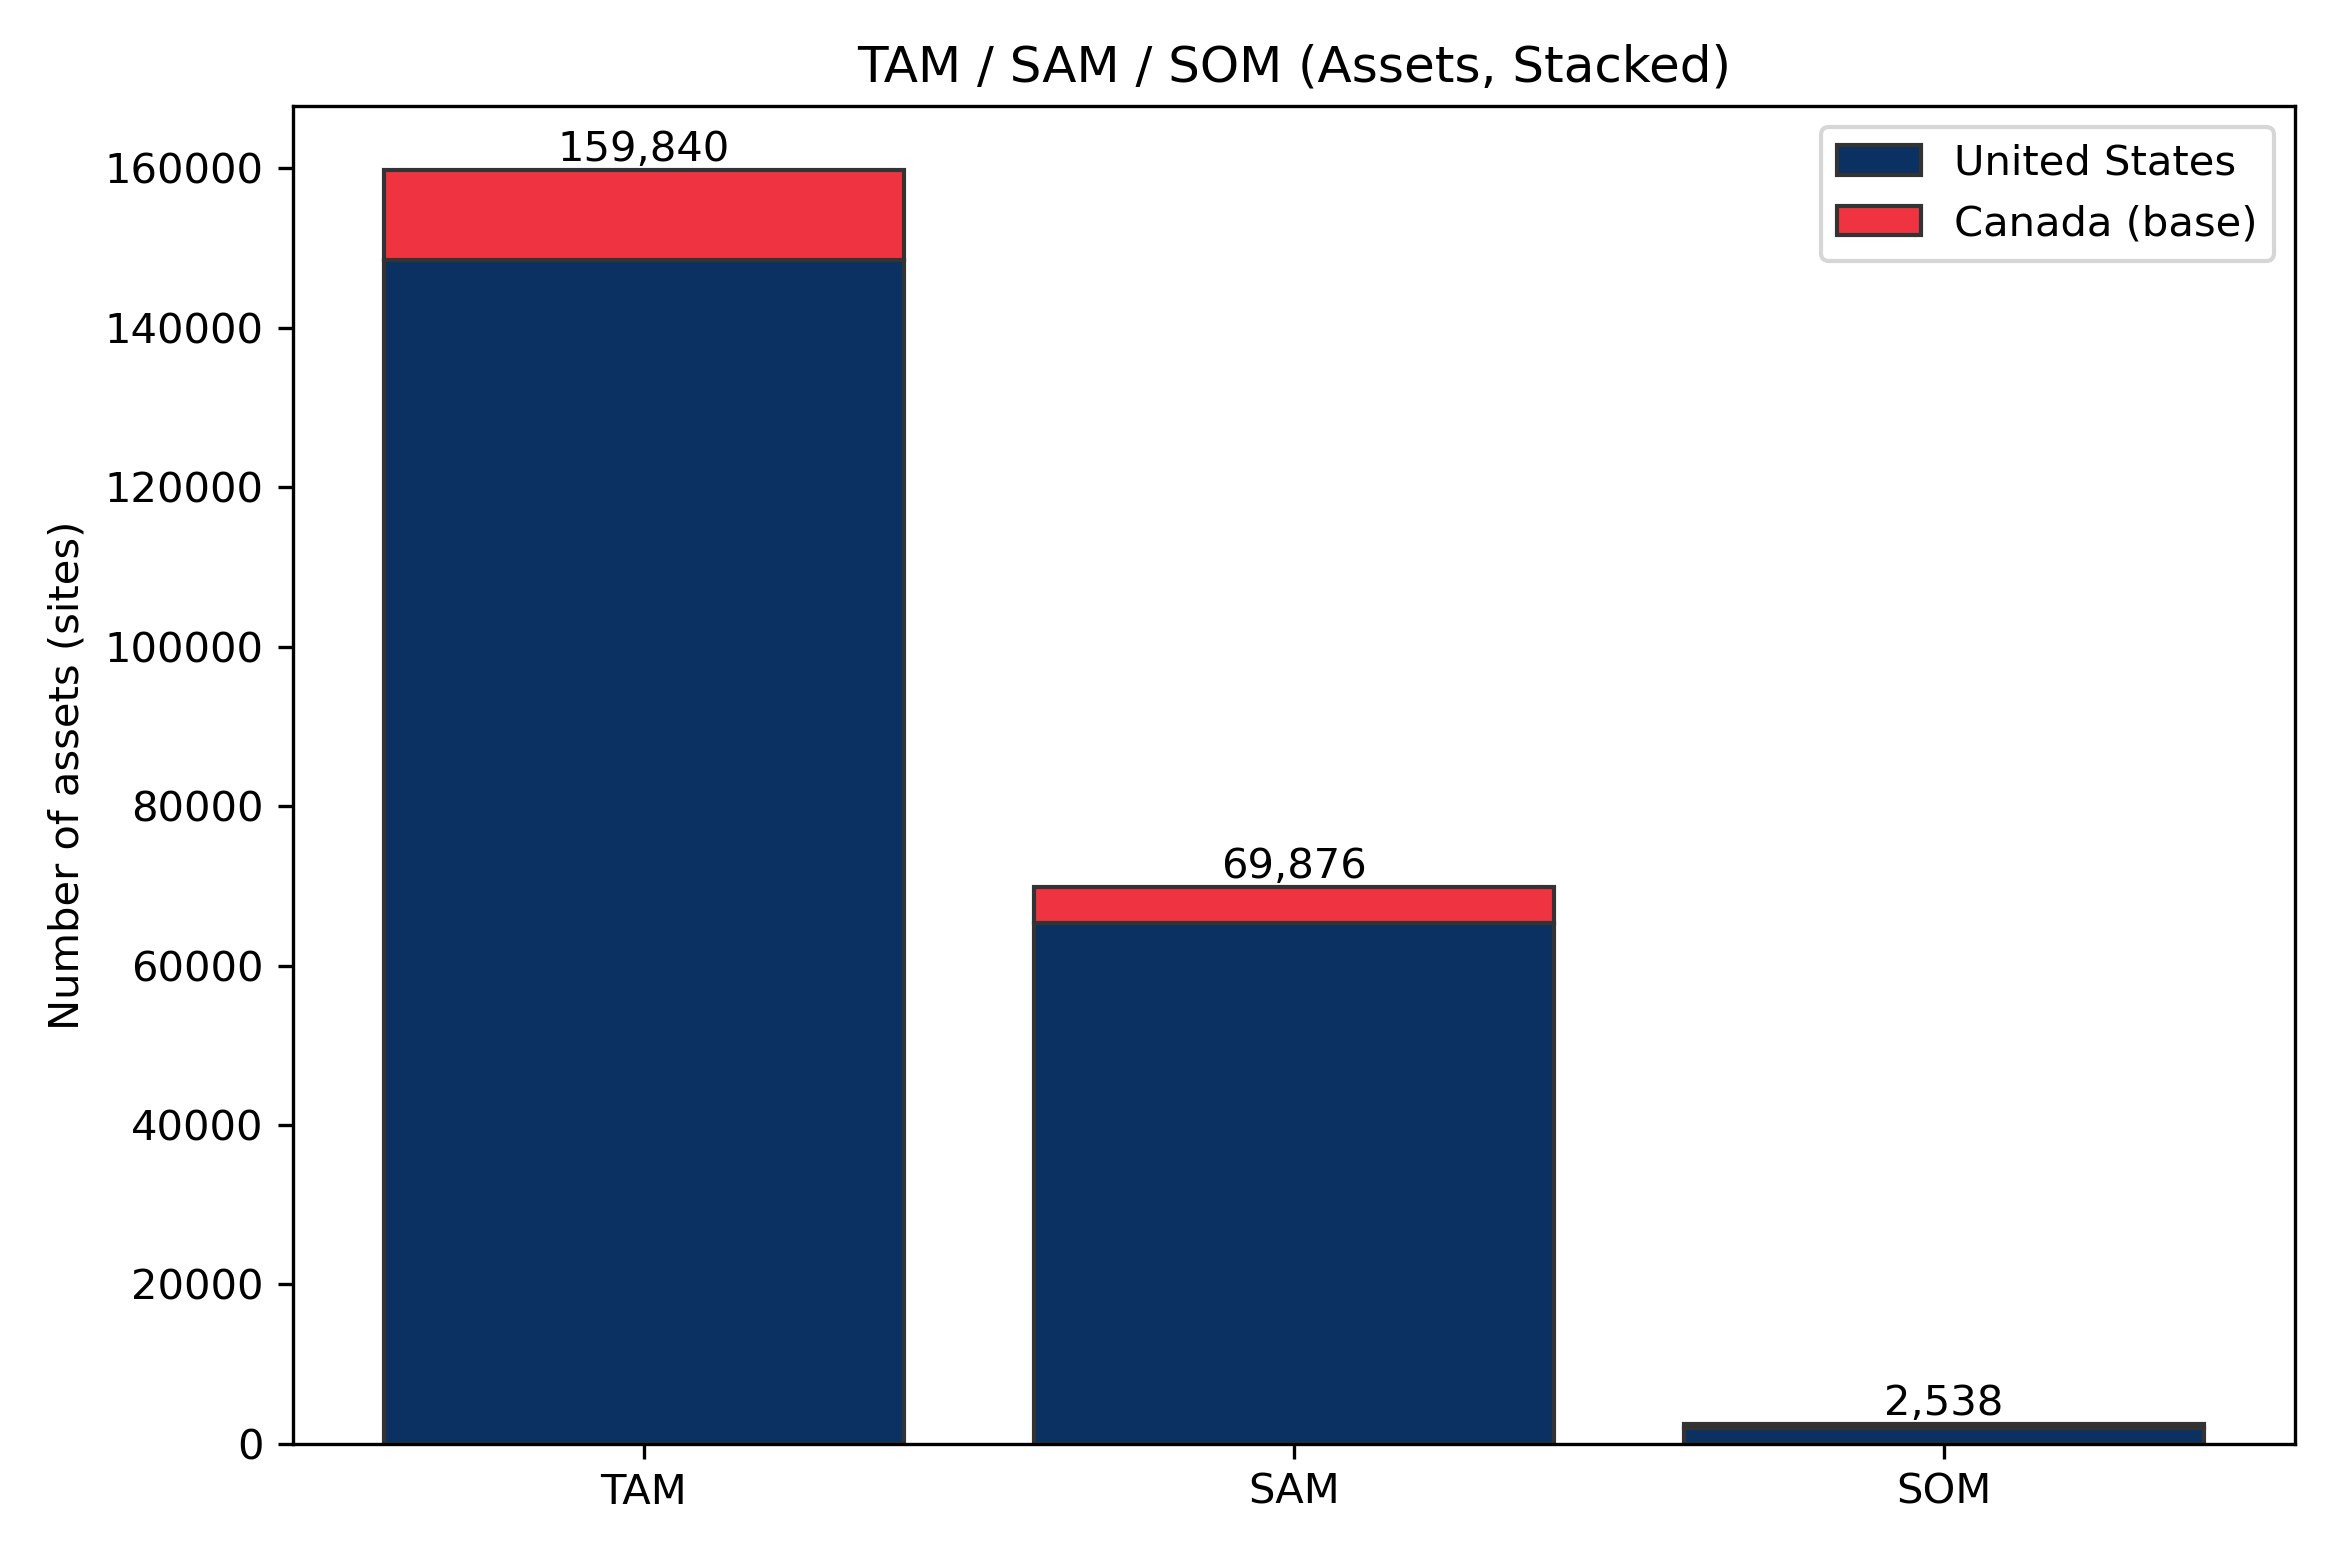 TAM / SAM / SOM (Assets, Stacked)
United States
Canada (base)
Number of assets (sites)
160000
140000
120000
100000
80000
60000
40000
20000
0
159,840
69,876
2,538
TAM
SAM
SOM